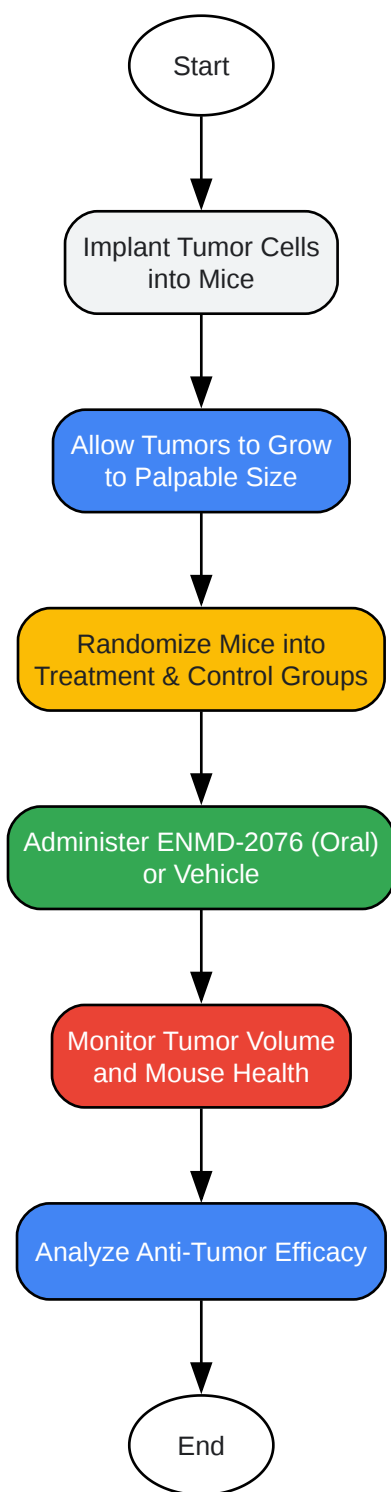 Start
Implant Tumor Cells
into Mice
Allow Tumors to Grow
to Palpable Size
Randomize Mice into
Treatment & Control Groups
Administer ENMD-2076 (Oral)
or Vehicle
Monitor Tumor Volume
and Mouse Health
Analyze Anti-Tumor Efficacy
End